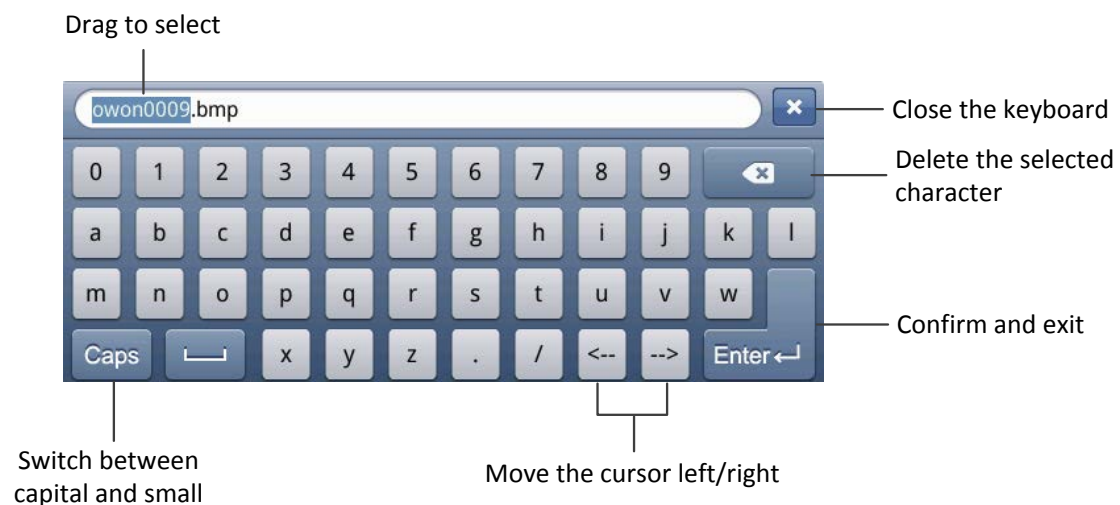 Drag to select
owon0009.bmp
Close the keyboard
0 1 2 3 4 5 6 7 8 9
Delete the selected
character
a b c d e f g h i j k l
m n o p q r s t u v w
Confirm and exit
Caps x y z . / <-- --> Enter
Switch between
capital and small
Move the cursor left/right